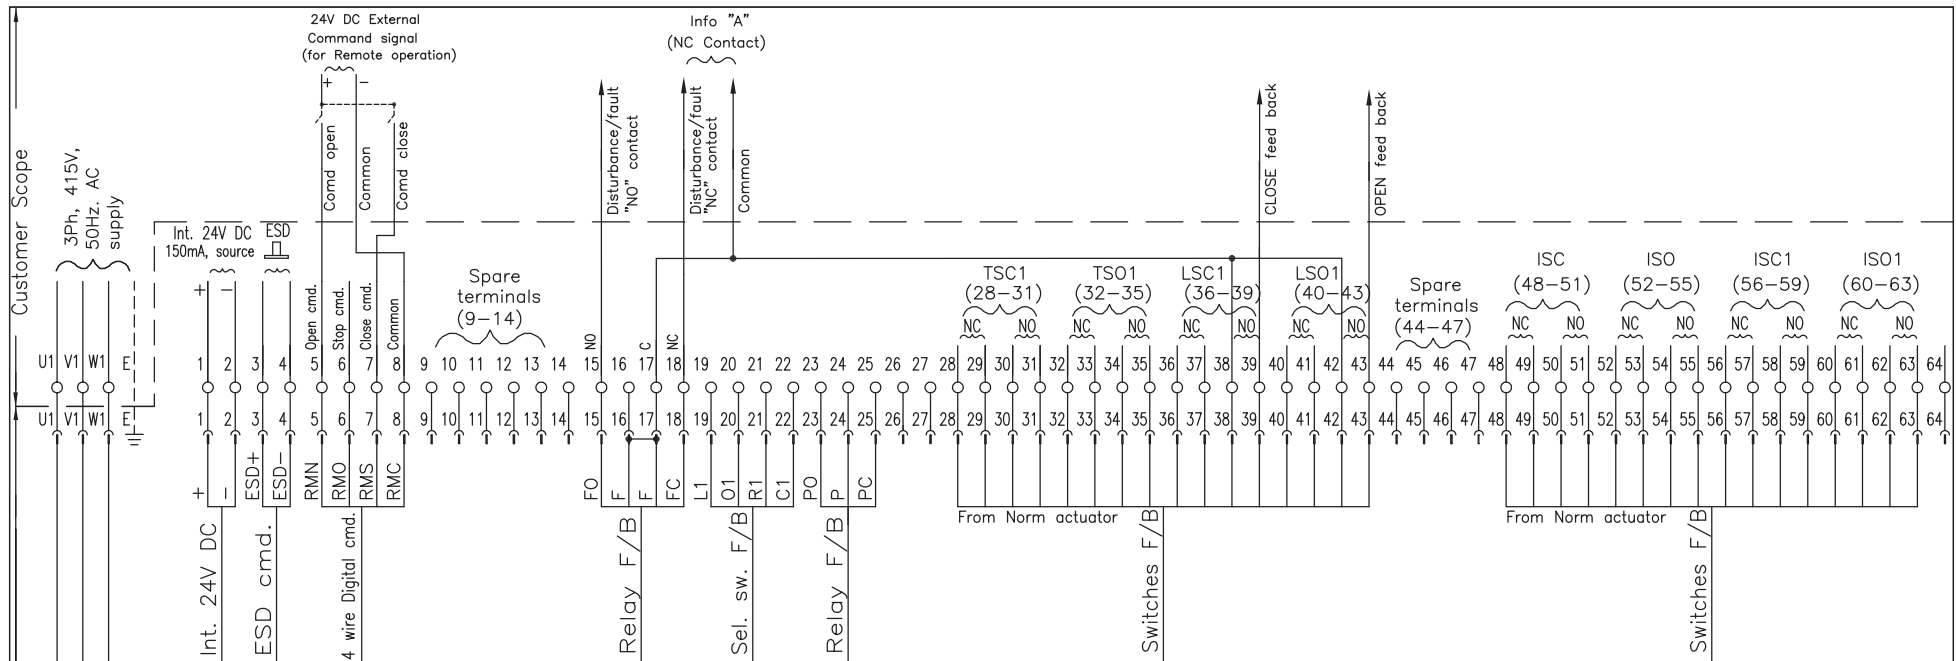 24V DC External
Command signal
(for Remote operation)
+ −
Info "A"
(NC Contact)
Customer Scope
3Ph, 415V,
50Hz. AC
supply
Comd open
Common
Comd close
Disturbance/fault
"NO" contact
Disturbance/fault
"NC" contact
Common
CLOSE feed back
OPEN feed back
Int. 24V DC
150mA, source
ESD
+ −
Open cmd.
Stop cmd.
Close cmd.
Common
Spare
terminals
(9−14)
NO
C
NC
TSC1
(28−31)
NC NO
TSO1
(32−35)
NC NO
LSC1
(36−39)
NC NO
LSO1
(40−43)
NC NO
Spare
terminals
(44−47)
ISC
(48−51)
NC NO
ISO
(52−55)
NC NO
ISC1
(56−59)
NC NO
ISO1
(60−63)
NC NO
U1 V1 W1 E 1 2 3 4 5 6 7 8 9 10 11 12 13 14 15 16 17 18 19 20 21 22 23 24 25 26 27 28 29 30 31 32 33 34 35 36 37 38 39 40 41 42 43 44 45 46 47 48 49 50 51 52 53 54 55 56 57 58 59 60 61 62 63 64
U1 V1 W1 E 1 2 3 4 5 6 7 8 9 10 11 12 13 14 15 16 17 18 19 20 21 22 23 24 25 26 27 28 29 30 31 32 33 34 35 36 37 38 39 40 41 42 43 44 45 46 47 48 49 50 51 52 53 54 55 56 57 58 59 60 61 62 63 64
+
−
ESD+
ESD−
RMN
RMO
RMS
RMC
FO
F
F
FC
L1
O1
R1
C1
PO
P
PC
From Norm actuator
From Norm actuator
Int. 24V DC
ESD cmd.
4 wire Digital cmd.
Relay F/B
Sel. sw. F/B
Relay F/B
Switches F/B
Switches F/B